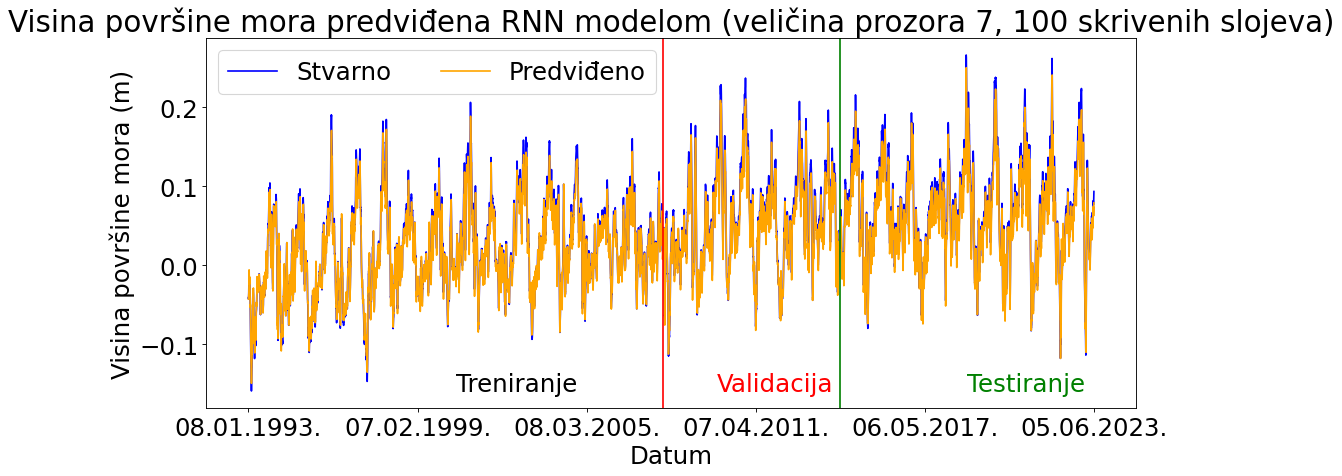 Visina površine mora predviđena RNN modelom (veličina prozora 7, 100 skrivenih slojeva)
Stvarno Predviđeno
Visina površine mora (m)
0.2
0.1
0.0
−0.1
Treniranje Validacija Testiranje
08.01.1993. 07.02.1999. 08.03.2005. 07.04.2011. 06.05.2017. 05.06.2023.
Datum